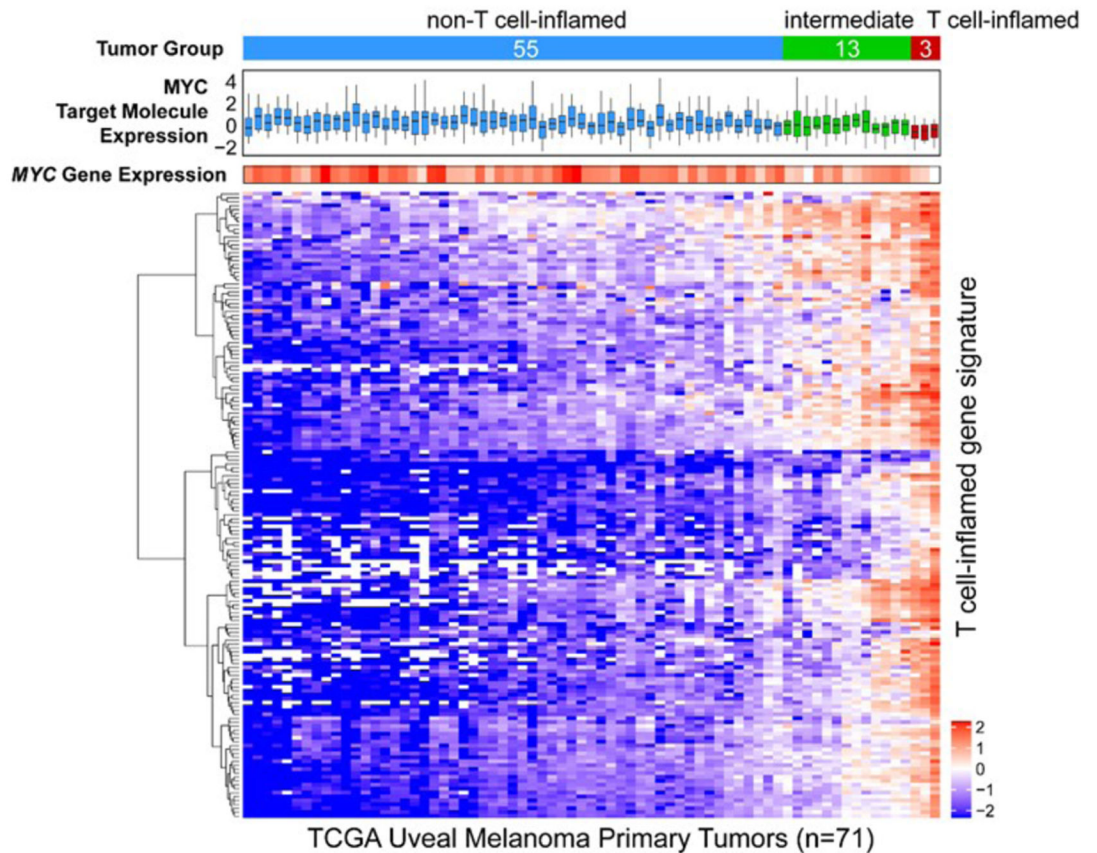 non-T cell-inflamed intermediate T cell-inflamed
Tumor Group 55 13 3
MYC
Target Molecule
Expression
4
2
0
−2
MYC Gene Expression
T cell-inflamed gene signature
2
1
0
−1
−2
TCGA Uveal Melanoma Primary Tumors (n=71)